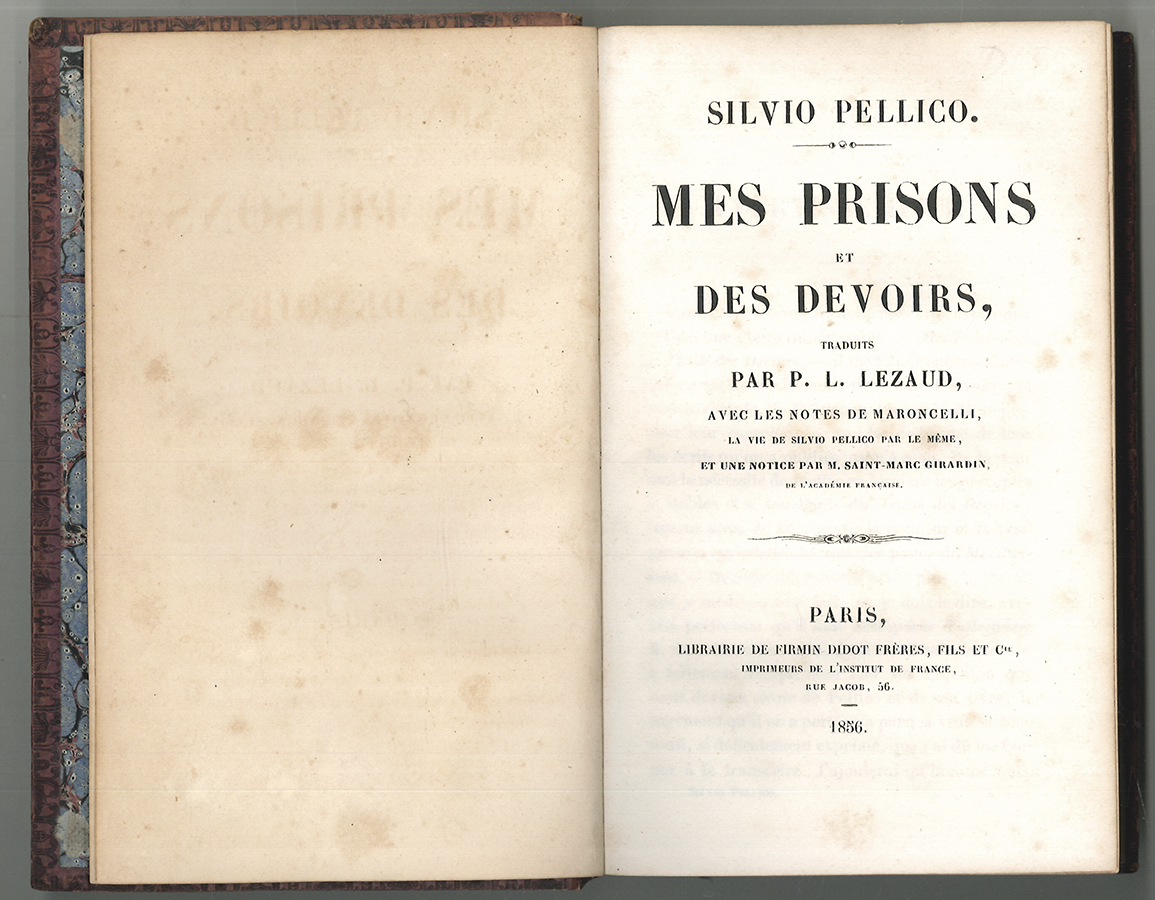 SILVIO PELLICO.
MES PRISONS
ET
DES DEVOIRS,
TRADUITS
PAR P. L. LEZAUD,
AVEC LES NOTES DE MARONCELLI,
LA VIE DE SILVIO PELLICO PAR LE MÊME,
ET UNE NOTICE PAR M. SAINT-MARC GIRARDIN,
DE L'ACADÉMIE FRANÇAISE.
PARIS,
LIBRAIRIE DE FIRMIN DIDOT FRÈRES, FILS ET Cie,
IMPRIMEURS DE L'INSTITUT DE FRANCE,
RUE JACOB, 56.
1856.